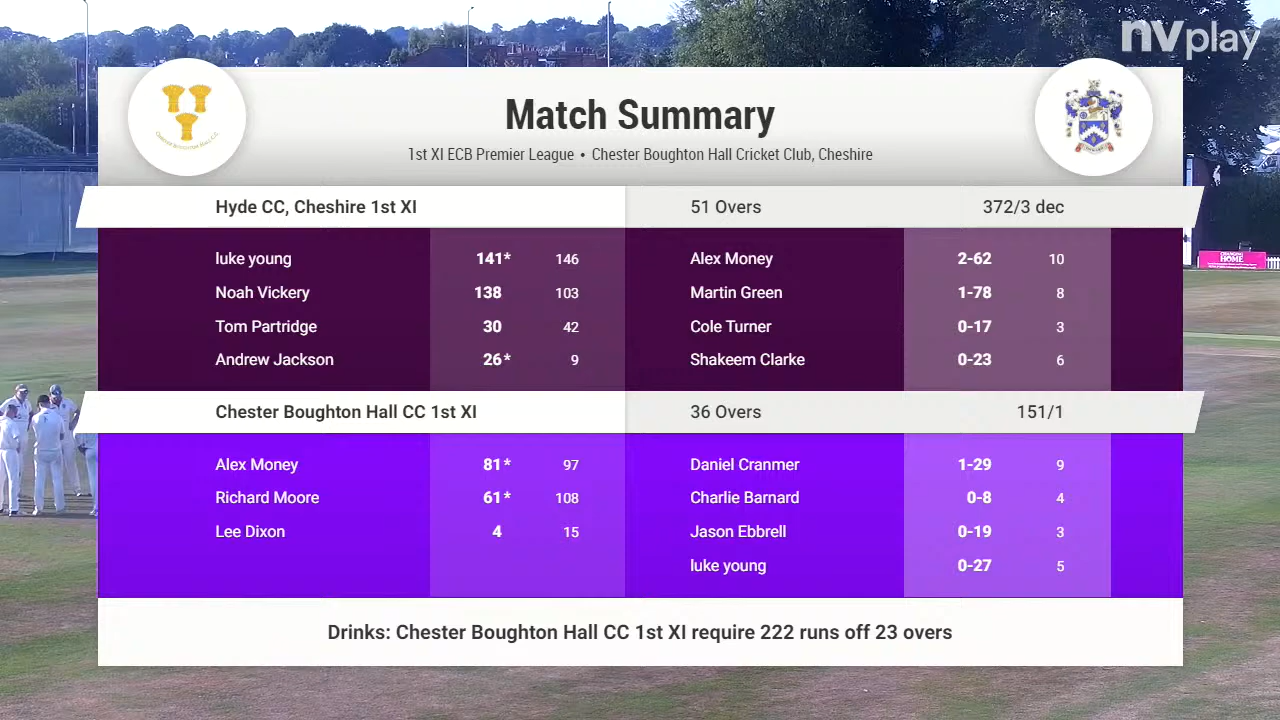 nvplay
Match Summary
1st XI ECB Premier League • Chester Boughton Hall Cricket Club, Cheshire
Hyde CC, Cheshire 1st XI 51 Overs 372/3 dec
luke young 141* 146 Alex Money 2-62 10
Noah Vickery 138 103 Martin Green 1-78 8
Tom Partridge 30 42 Cole Turner 0-17 3
Andrew Jackson 26* 9 Shakeem Clarke 0-23 6
Chester Boughton Hall CC 1st XI 36 Overs 151/1
Alex Money 81* 97 Daniel Cranmer 1-29 9
Richard Moore 61* 108 Charlie Barnard 0-8 4
Lee Dixon 4 15 Jason Ebbrell 0-19 3
luke young 0-27 5
Drinks: Chester Boughton Hall CC 1st XI require 222 runs off 23 overs
HOME